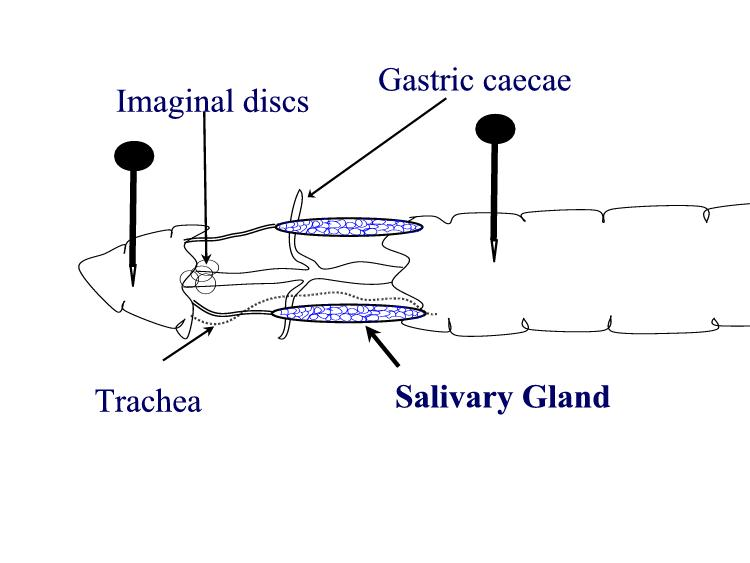 Gastric caecae
Imaginal discs
Trachea
Salivary Gland